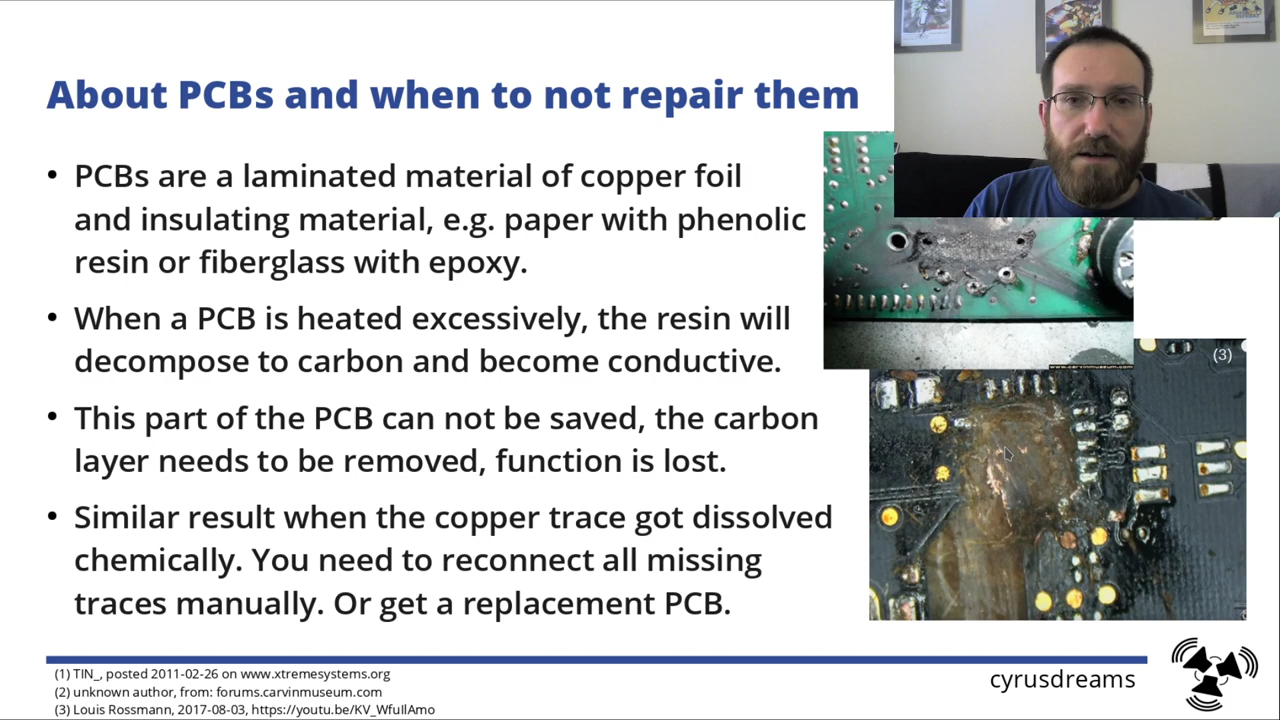 About PCBs and when to not repair them
• PCBs are a laminated material of copper foil
and insulating material, e.g. paper with phenolic
resin or fiberglass with epoxy.
• When a PCB is heated excessively, the resin will
decompose to carbon and become conductive.
• This part of the PCB can not be saved, the carbon
layer needs to be removed, function is lost.
• Similar result when the copper trace got dissolved
chemically. You need to reconnect all missing
traces manually. Or get a replacement PCB.
www.carvinmuseum.com
(3)
(1) TIN_, posted 2011-02-26 on www.xtremesystems.org
(2) unknown author, from: forums.carvinmuseum.com
(3) Louis Rossmann, 2017-08-03, https://youtu.be/KV_WfuIlAmo
cyrusdreams